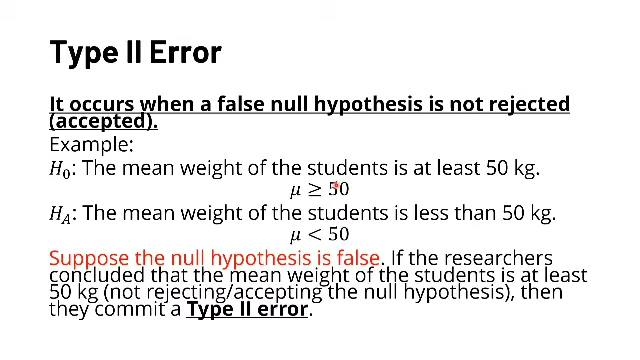 Type II Error
It occurs when a false null hypothesis is not rejected
(accepted).
Example:
𝐻₀: The mean weight of the students is at least 50 kg.
𝜇 ≥ 50
𝐻_A: The mean weight of the students is less than 50 kg.
𝜇 < 50
Suppose the null hypothesis is false. If the researchers
concluded that the mean weight of the students is at least
50 kg (not rejecting/accepting the null hypothesis), then
they commit a Type II error.